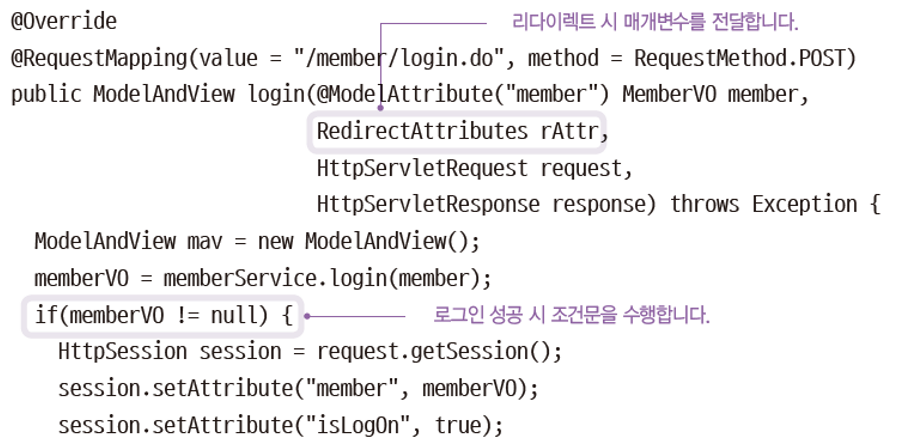 @Override
리다이렉트 시 매개변수를 전달합니다.
@RequestMapping(value = "/member/login.do", method = RequestMethod.POST)
public ModelAndView login(@ModelAttribute("member") MemberVO member,
RedirectAttributes rAttr,
HttpServletRequest request,
HttpServletResponse response) throws Exception {
ModelAndView mav = new ModelAndView();
memberVO = memberService.login(member);
if(memberVO != null) { 로그인 성공 시 조건문을 수행합니다.
HttpSession session = request.getSession();
session.setAttribute("member", memberVO);
session.setAttribute("isLogOn", true);